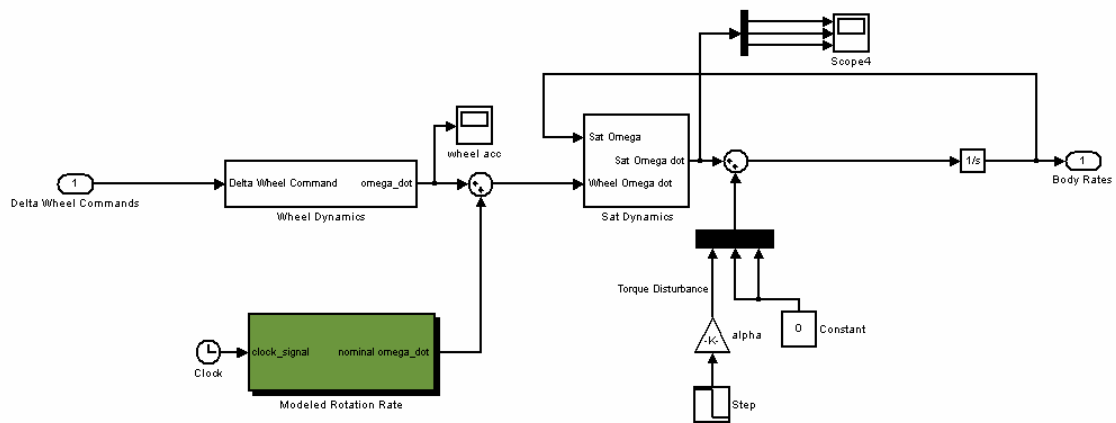 Scope4
wheel acc
Sat Omega
Sat Omega dot
Wheel Omega dot
Sat Dynamics
1
Delta Wheel Commands
Delta Wheel Command
omega_dot
Wheel Dynamics
1/s
1
Body Rates
Torque Disturbance
-K-
alpha
0
Constant
Step
Clock
clock_signal
nominal omega_dot
Modeled Rotation Rate